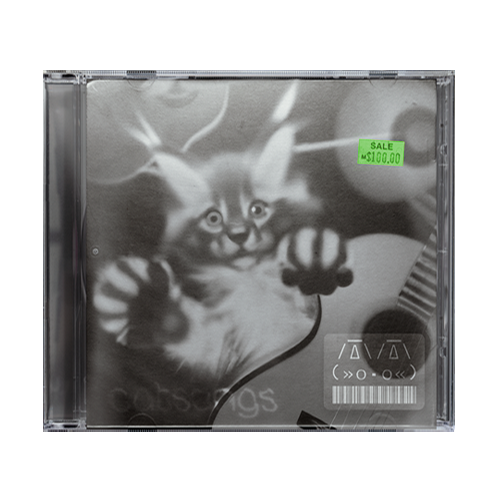 SALE
$100.00
/A\ /A\
(»o・o«)
catsongs